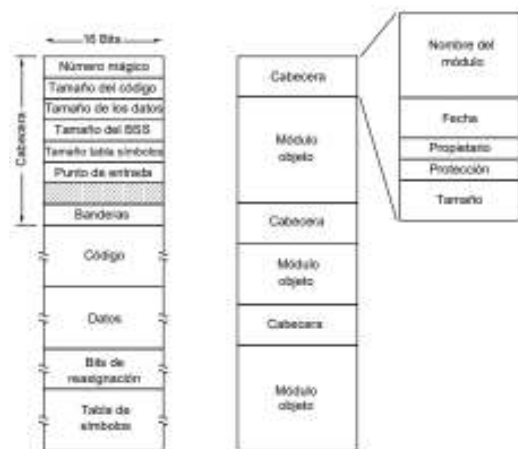 16 Bits
Cabecera
Número mágico
Tamaño del código
Tamaño de los datos
Tamaño del BSS
Tamaño tabla símbolos
Punto de entrada
Banderas
Código
Datos
Bits de
reasignación
Tabla de
símbolos
Cabecera
Módulo
objeto
Cabecera
Módulo
objeto
Cabecera
Módulo
objeto
Nombre del
módulo
Fecha
Propietario
Protección
Tamaño